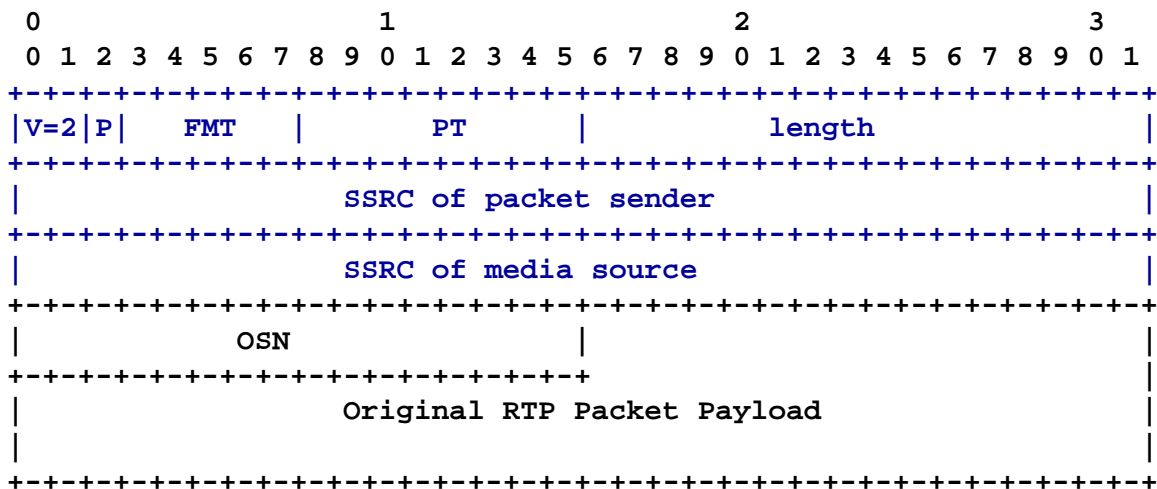 0                   1                   2                   3
 0 1 2 3 4 5 6 7 8 9 0 1 2 3 4 5 6 7 8 9 0 1 2 3 4 5 6 7 8 9 0 1
+-+-+-+-+-+-+-+-+-+-+-+-+-+-+-+-+-+-+-+-+-+-+-+-+-+-+-+-+-+-+-+-+
|V=2|P|   FMT   |       PT      |          length               |
+-+-+-+-+-+-+-+-+-+-+-+-+-+-+-+-+-+-+-+-+-+-+-+-+-+-+-+-+-+-+-+-+
|                  SSRC of packet sender                        |
+-+-+-+-+-+-+-+-+-+-+-+-+-+-+-+-+-+-+-+-+-+-+-+-+-+-+-+-+-+-+-+-+
|                  SSRC of media source                         |
+-+-+-+-+-+-+-+-+-+-+-+-+-+-+-+-+-+-+-+-+-+-+-+-+-+-+-+-+-+-+-+-+
|            OSN                |                               |
+-+-+-+-+-+-+-+-+-+-+-+-+-+-+-+-+                               |
|                  Original RTP Packet Payload                  |
|                                                               |
+-+-+-+-+-+-+-+-+-+-+-+-+-+-+-+-+-+-+-+-+-+-+-+-+-+-+-+-+-+-+-+-+